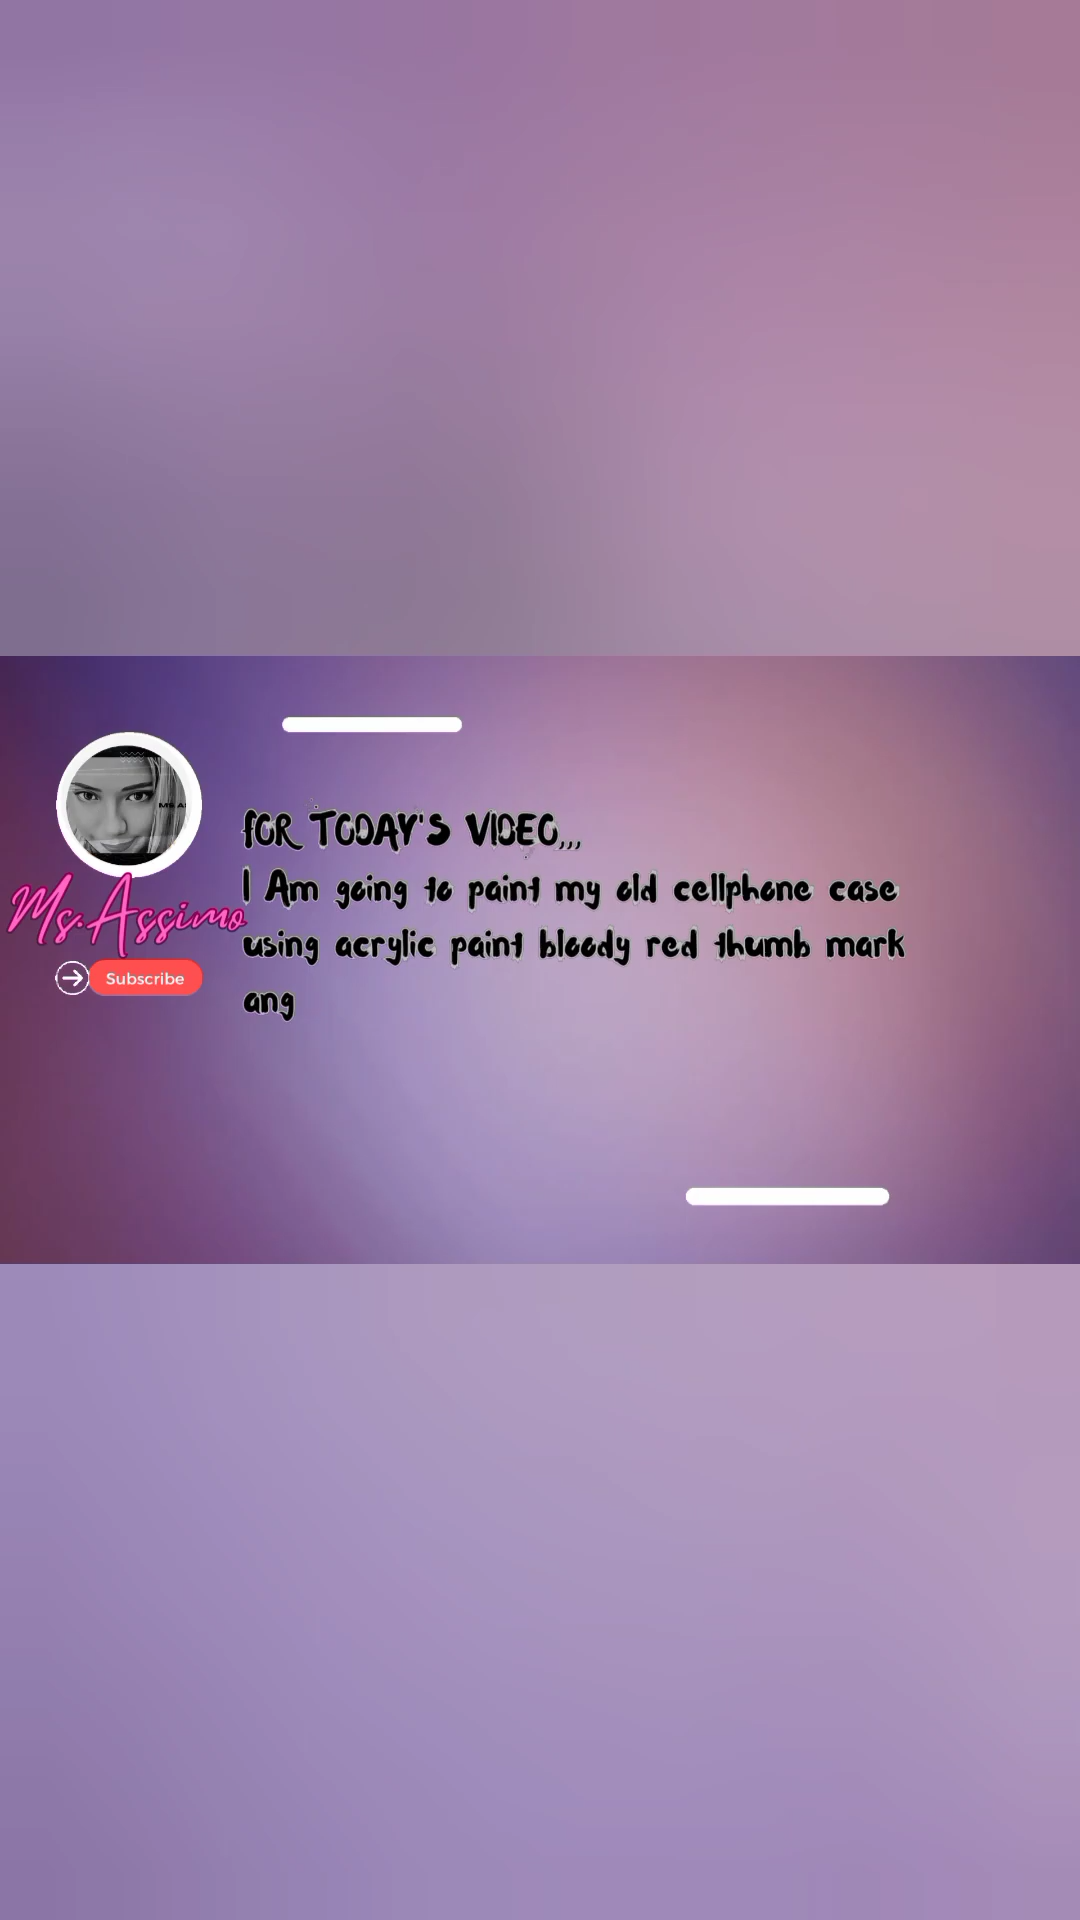 fOR TODAY'S VIDEO,,,
I Am going to paint my old cellphone case
using acrylic paint bloody red thumb mark
ang
Ms.Assimo
Subscribe